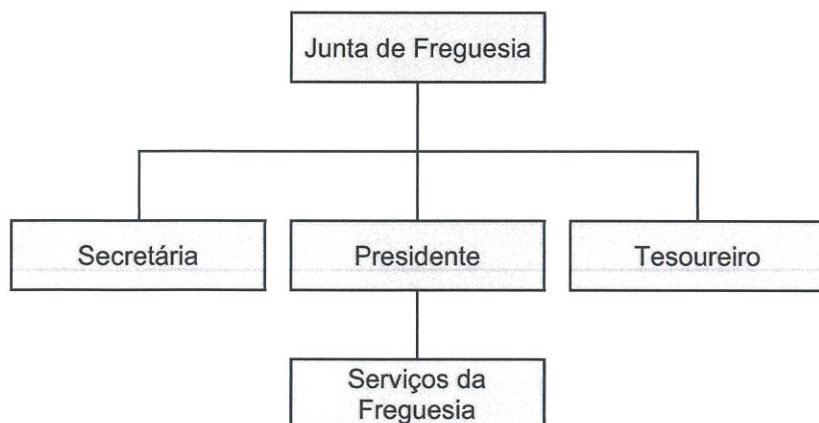 Junta de Freguesia
Secretária
Presidente
Tesoureiro
Serviços da
Freguesia